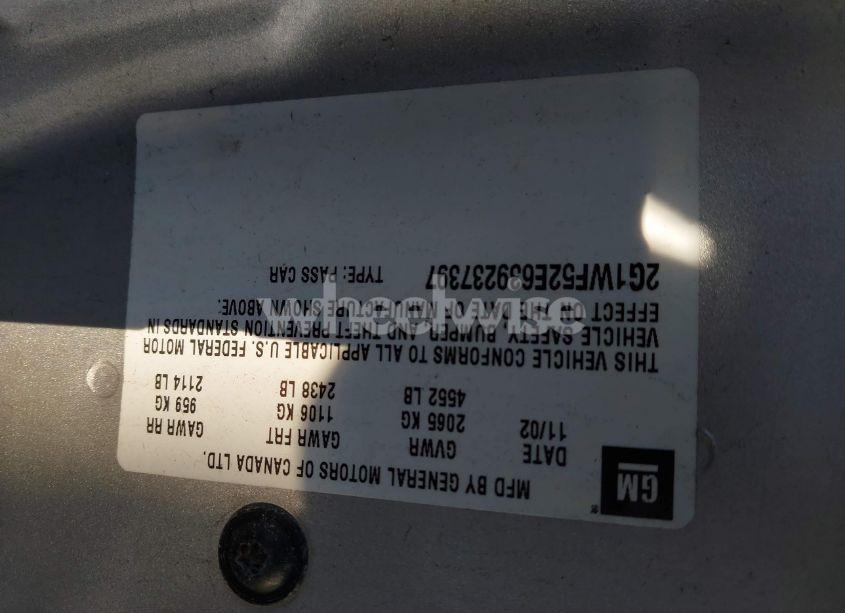 GM
MFD BY GENERAL MOTORS OF CANADA LTD.
DATE GVWR GAWR FRT GAWR RR
11/02 2065 KG 1106 KG 959 KG
4552 LB 2438 LB 2114 LB
THIS VEHICLE CONFORMS TO ALL APPLICABLE U.S. FEDERAL MOTOR
VEHICLE SAFETY, BUMPER, AND THEFT PREVENTION STANDARDS IN
EFFECT ON THE DATE OF MANUFACTURE SHOWN ABOVE.
2G1WF52E639237397 TYPE: PASS CAR
wheelwise